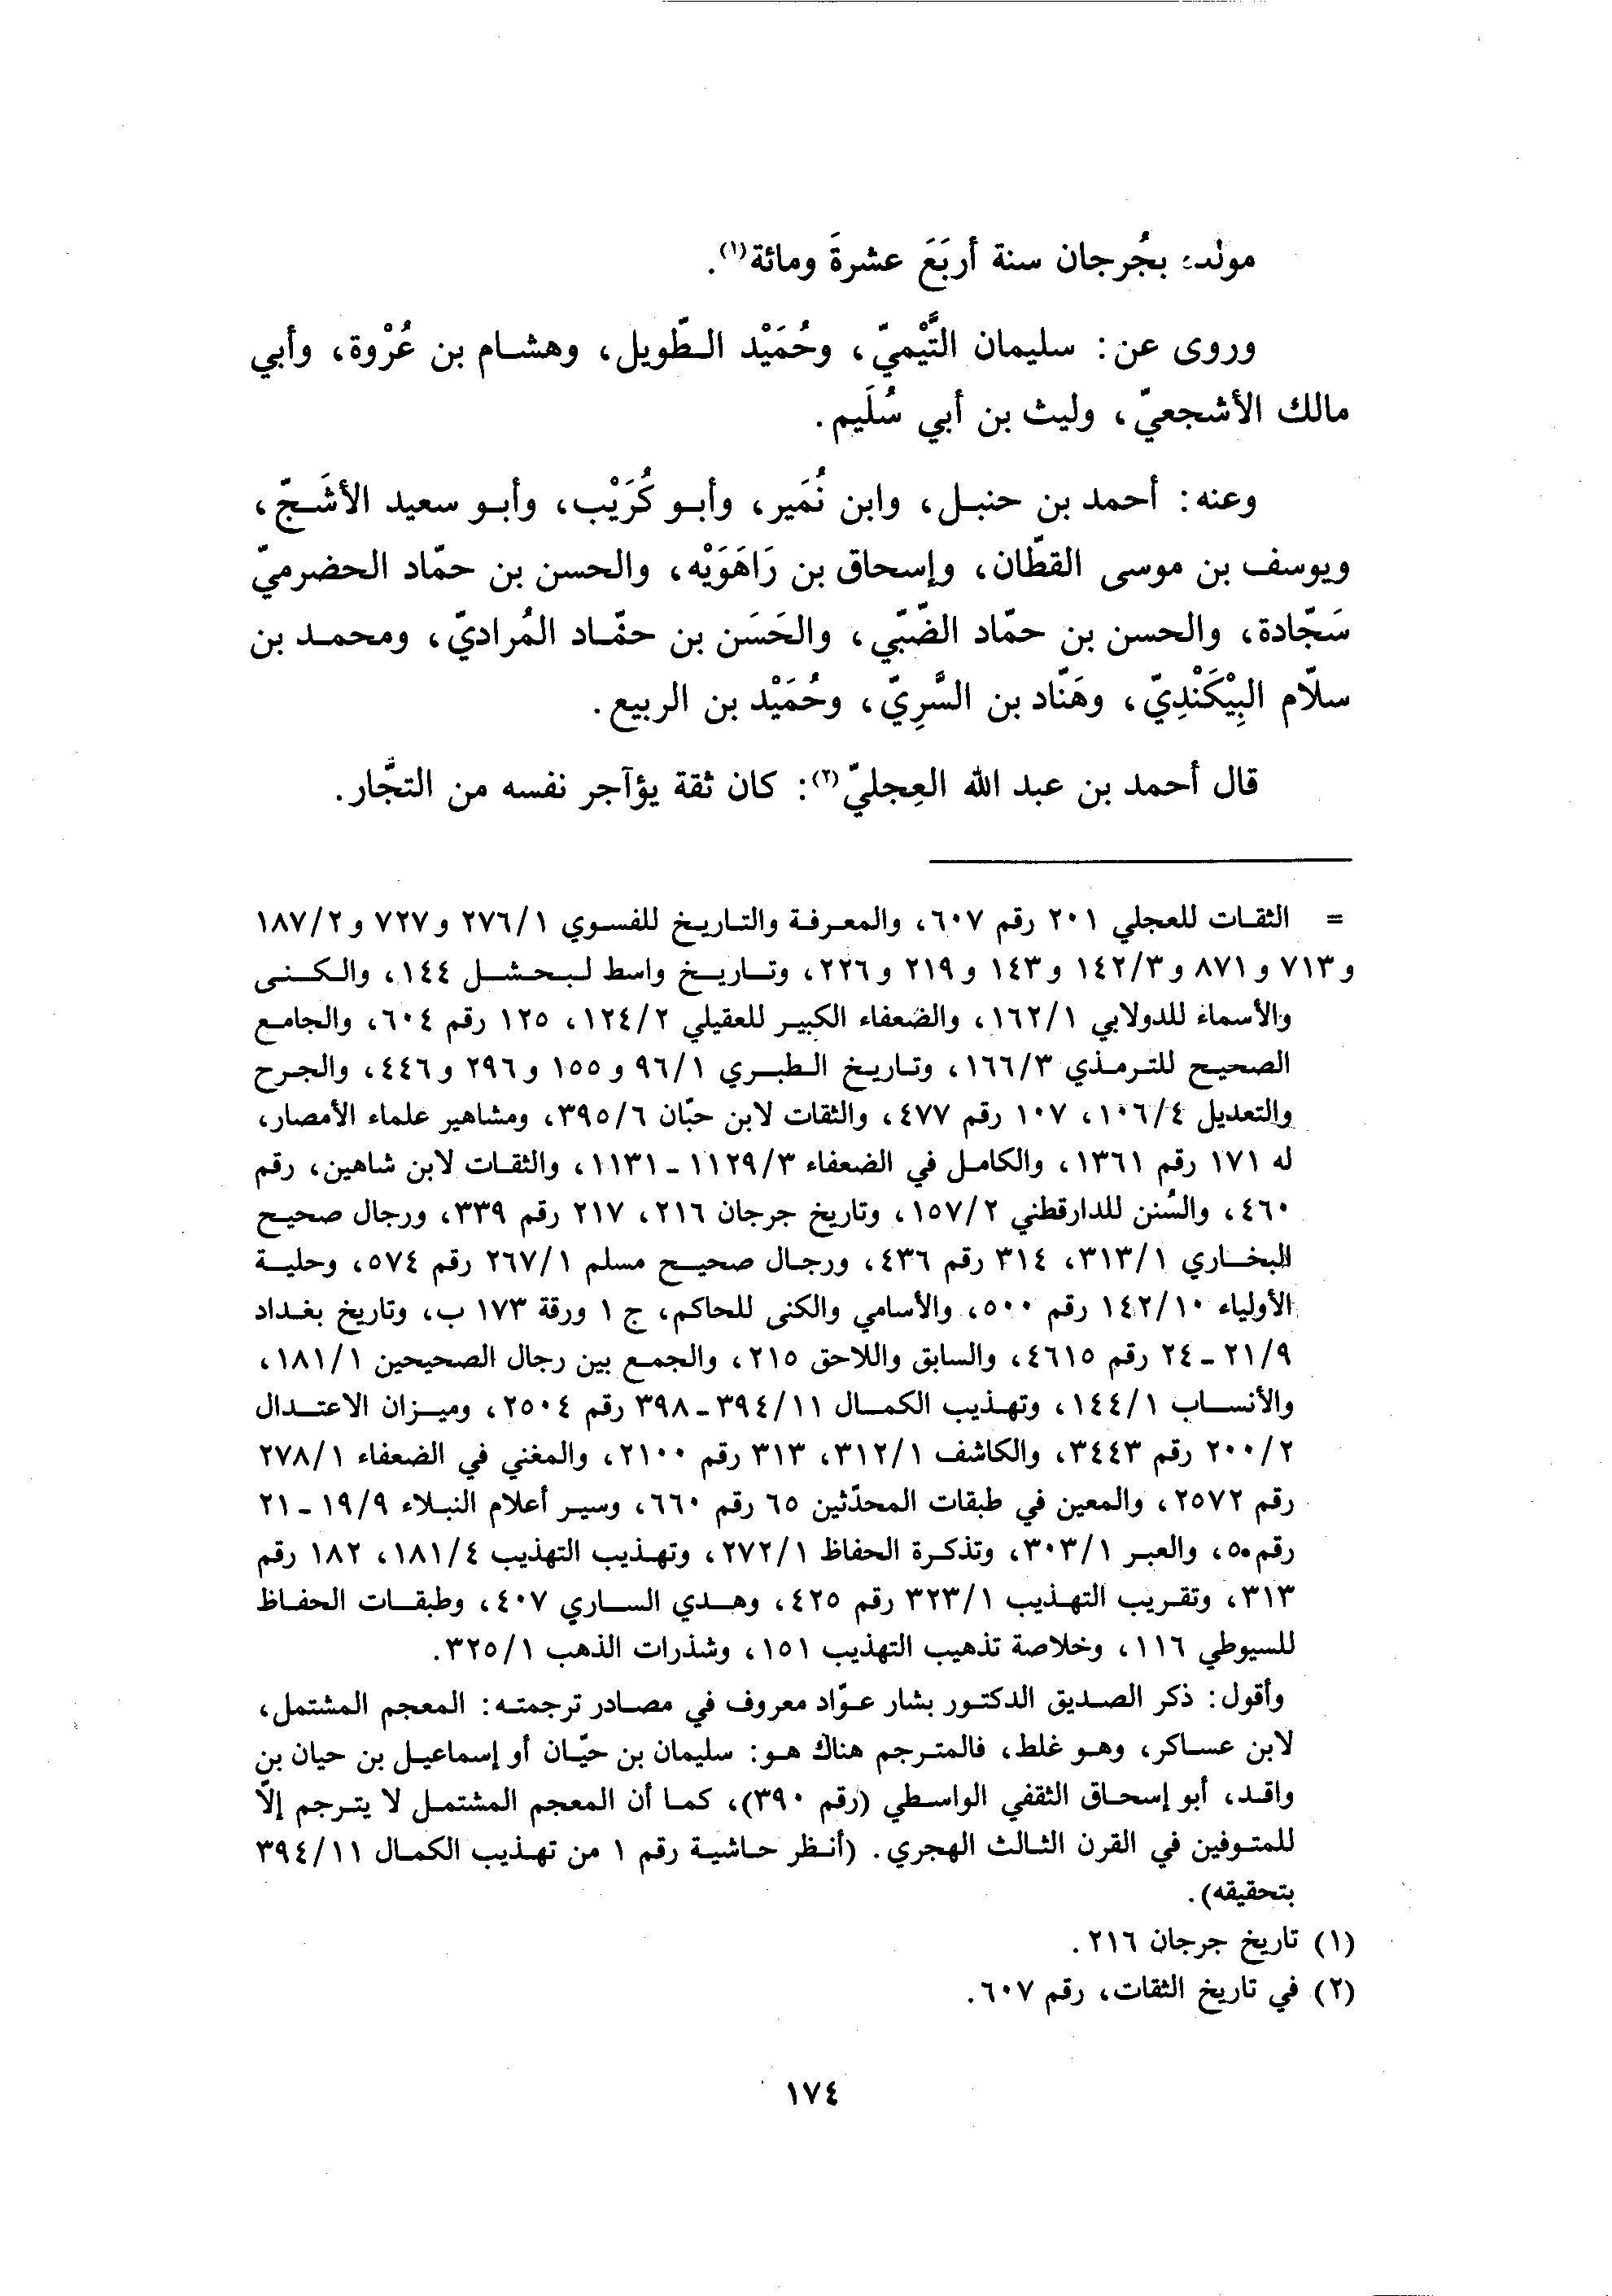 مولده بجُرجان سنة أربَعَ عشرةَ ومائة(١).
وروى عن: سليمان التَّيْميّ، وحُمَيْد الطّويل، وهشام بن عُرْوة، وأبي
مالك الأشجعيّ، وليث بن أبي سُلَيم.
وعنه: أحمد بن حنبل، وابن نُمَير، وأبو كُرَيْب، وأبو سعيد الأشَجّ،
ويوسف بن موسى القطّان، وإسحاق بن رَاهَوَيْه، والحسن بن حمّاد الحضرميّ
سَجّادة، والحسن بن حمّاد الضّبّي، والحَسَن بن حمّاد المُراديّ، ومحمد بن
سلّام البِيْكَنْدِيّ، وهَنّاد بن السَّرِيّ، وحُمَيْد بن الربيع.
قال أحمد بن عبد الله العِجليّ(٢): كان ثقة يؤآجر نفسه من التجَّار.
= الثقات للعجلي ٢٠١ رقم ٦٠٧، والمعرفة والتاريخ للفسوي ٢٧٦/١ و٧٢٧ و١٨٧/٢
و٧١٣ و٨٧١ و١٤٢/٣ و١٤٣ و٢١٩ و٢٢٦، وتاريخ واسط لبحشل ١٤٤، والكنى
والأسماء للدولابي ١٦٢/١، والضعفاء الكبير للعقيلي ١٢٤/٢، ١٢٥ رقم ٦٠٤، والجامع
الصحيح للترمذي ١٦٦/٣، وتاريخ الطبري ٩٦/١ و١٥٥ و٢٩٦ و٤٤٦، والجرح
والتعديل ١٠٦/٤، ١٠٧ رقم ٤٧٧، والثقات لابن حبّان ٣٩٥/٦، ومشاهير علماء الأمصار،
له ١٧١ رقم ١٣٦١، والكامل في الضعفاء ١١٢٩/٣ - ١١٣١، والثقات لابن شاهين، رقم
٤٦٠، والسُنن للدارقطني ١٥٧/٢، وتاريخ جرجان ٢١٦، ٢١٧ رقم ٣٣٩، ورجال صحيح
البخاري ٣١٣/١، ٣١٤ رقم ٤٣٦، ورجال صحيح مسلم ٢٦٧/١ رقم ٥٧٤، وحلية
الأولياء ١٤٢/١٠ رقم ٥٠٠، والأسامي والكنى للحاكم، ج ١ ورقة ١٧٣ ب، وتاريخ بغداد
٢١/٩ - ٢٤ رقم ٤٦١٥، والسابق واللاحق ٢١٥، والجمع بين رجال الصحيحين ١٨١/١،
والأنساب ١٤٤/١، وتهذيب الكمال ٣٩٤/١١ - ٣٩٨ رقم ٢٥٠٤، وميزان الاعتدال
٢٠٠/٢ رقم ٣٤٤٣، والكاشف ٣١٢/١، ٣١٣ رقم ٢١٠٠، والمغني في الضعفاء ٢٧٨/١
رقم ٢٥٧٢، والمعين في طبقات المحدّثين ٦٥ رقم ٦٦٠، وسير أعلام النبلاء ١٩/٩ - ٢١
رقم ٥، والعبر ٣٠٣/١، وتذكرة الحفاظ ٢٧٢/١، وتهذيب التهذيب ١٨١/٤، ١٨٢ رقم
٣١٣، وتقريب التهذيب ٣٢٣/١ رقم ٤٢٥، وهدي الساري ٤٠٧، وطبقات الحفاظ
للسيوطي ١١٦، وخلاصة تذهيب التهذيب ١٥١، وشذرات الذهب ٣٢٥/١.
وأقول: ذكر الصديق الدكتور بشار عوّاد معروف في مصادر ترجمته: المعجم المشتمل،
لابن عساكر، وهو غلط، فالمترجم هناك هو: سليمان بن حيّان أو إسماعيل بن حيان بن
واقد، أبو إسحاق الثقفي الواسطي (رقم ٣٩٠)، كما أن المعجم المشتمل لا يترجم إلّا
للمتوفين في القرن الثالث الهجري. (أنظر حاشية رقم ١ من تهذيب الكمال ٣٩٤/١١
بتحقيقه).
(١) تاريخ جرجان ٢١٦.
(٢) في تاريخ الثقات، رقم ٦٠٧.
١٧٤